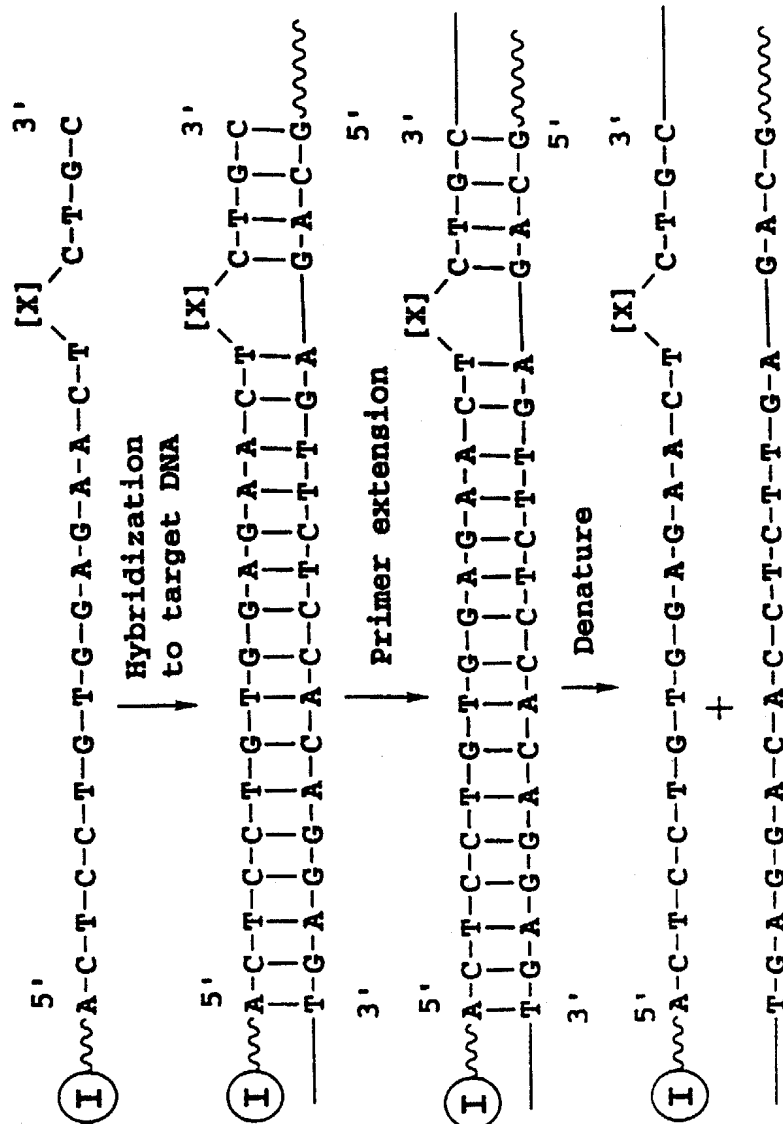 5' [X] 3'
I A-C-T-C-C-T-G-T-G-G-A-G-A-A-C-T C-T-G-C
Hybridization
to target DNA
5' [X] 3'
I A-C-T-C-C-T-G-T-G-G-A-G-A-A-C-T C-T-G-C
T-G-A-G-G-A-C-A-C-C-T-C-T-T-G-A G-A-C-G
3' 5'
Primer extension
5' [X] 3'
I A-C-T-C-C-T-G-T-G-G-A-G-A-A-C-T C-T-G-C
T-G-A-G-G-A-C-A-C-C-T-C-T-T-G-A G-A-C-G
3' 5'
Denature
5' [X] 3'
I A-C-T-C-C-T-G-T-G-G-A-G-A-A-C-T C-T-G-C
+
T-G-A-G-G-A-C-A-C-C-T-C-T-T-G-A G-A-C-G